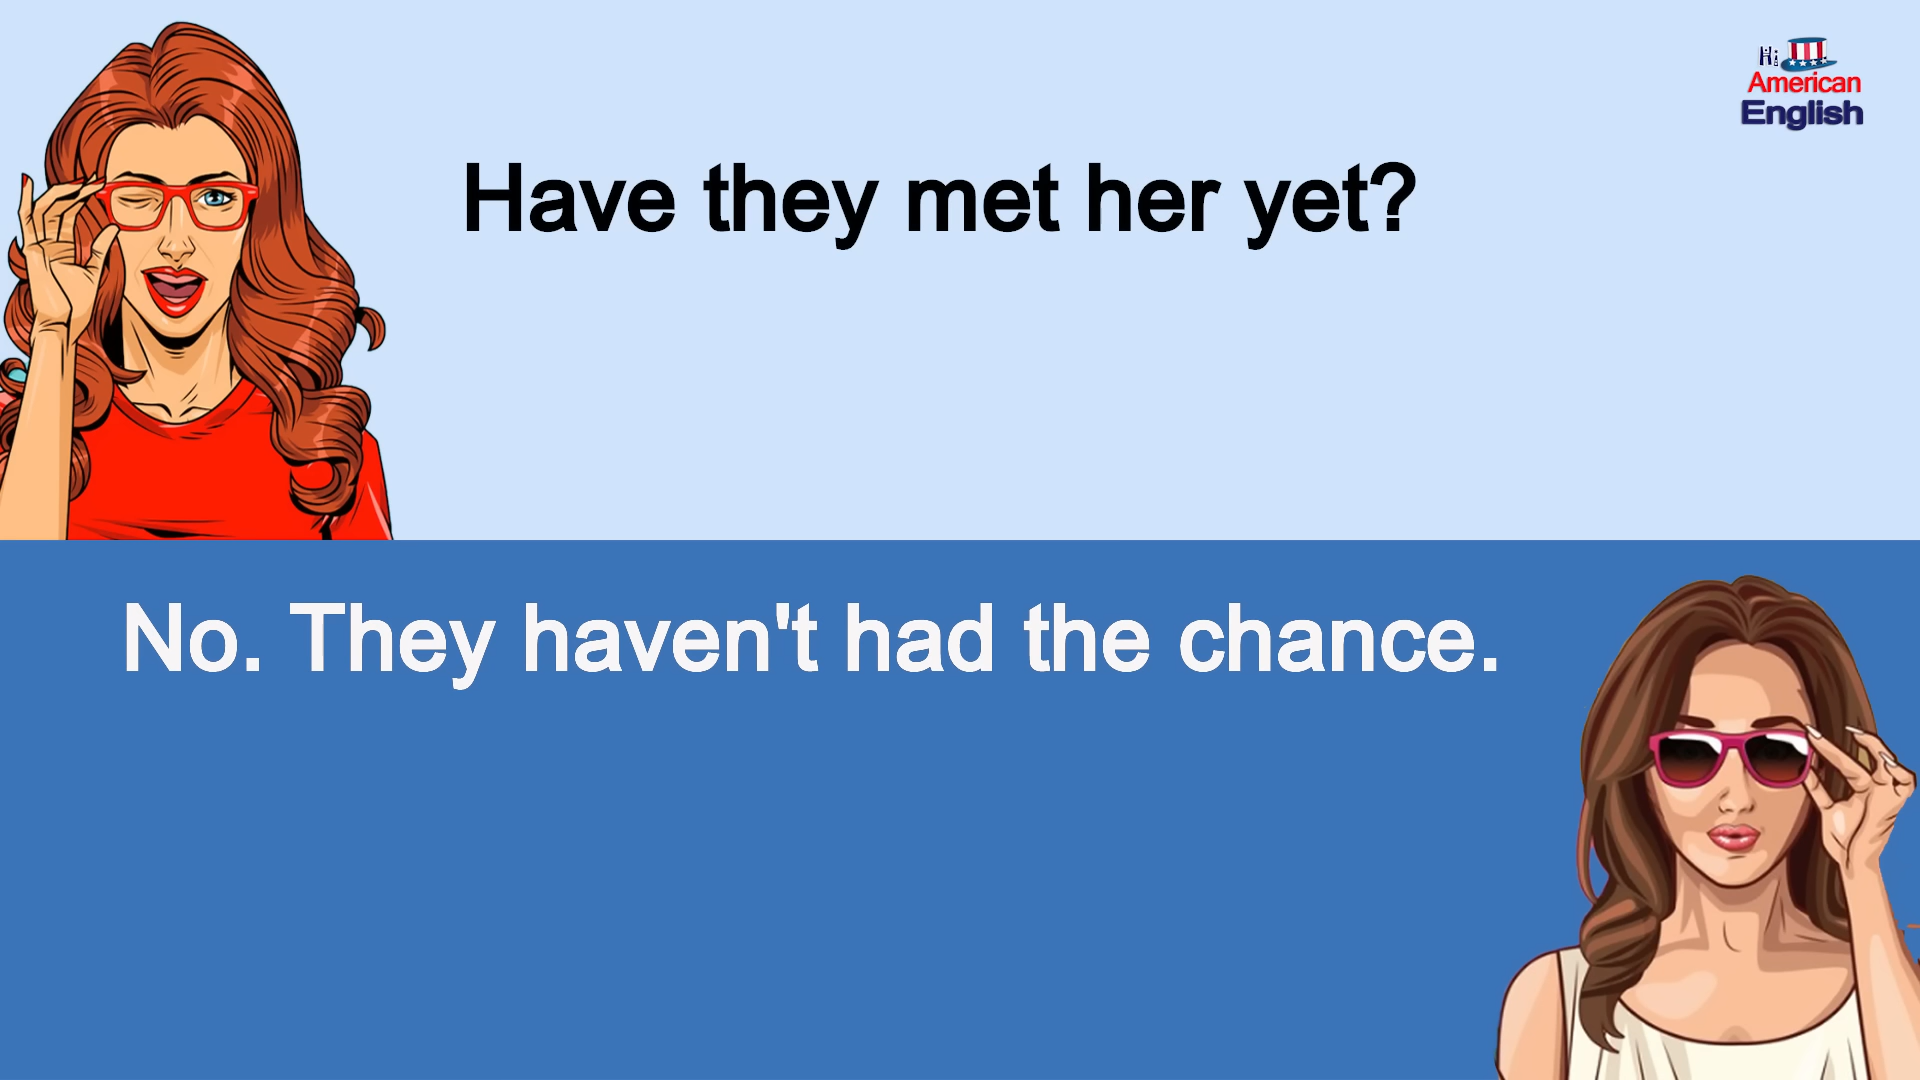 Hi
American
English
Have they met her yet?
No. They haven't had the chance.